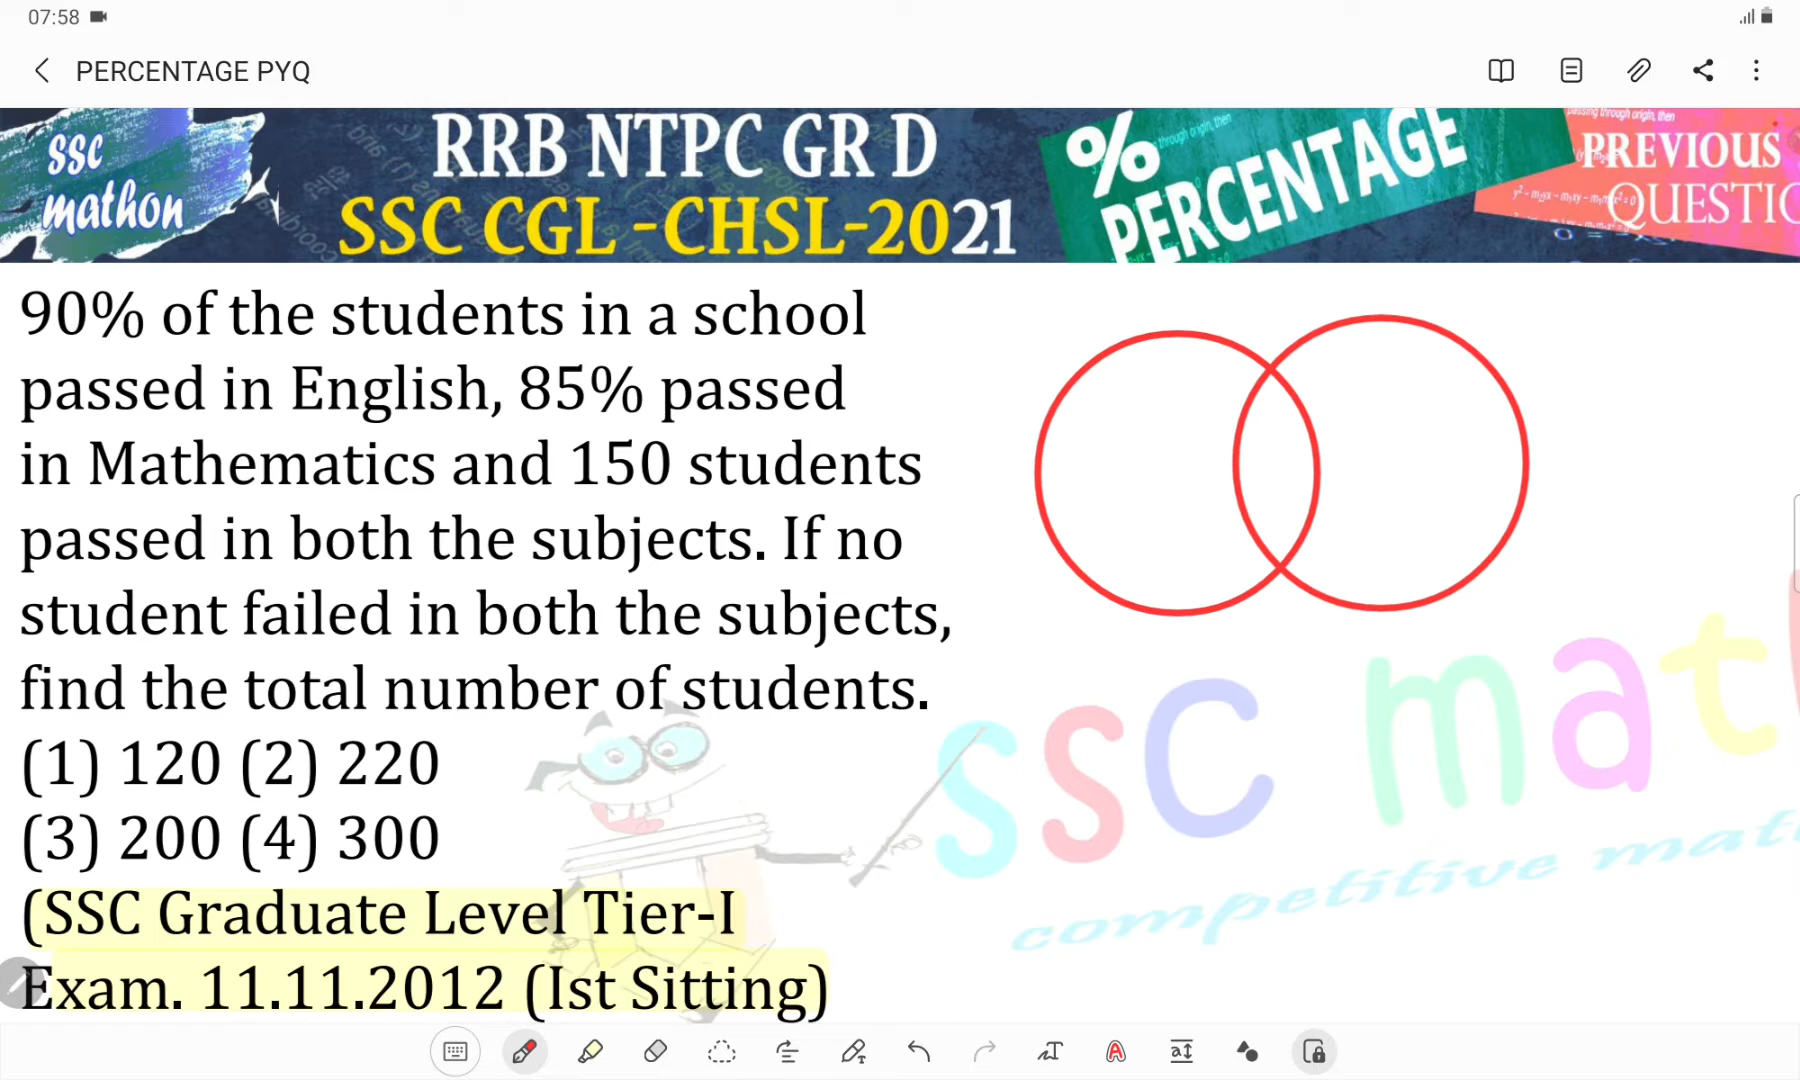 07:58
PERCENTAGE PYQ
ssc
mathon
RRB NTPC GR D
SSC CGL -CHSL-2021
%
PERCENTAGE
PREVIOUS
QUESTIO
90% of the students in a school
passed in English, 85% passed
in Mathematics and 150 students
passed in both the subjects. If no
student failed in both the subjects,
find the total number of students.
(1) 120 (2) 220
(3) 200 (4) 300
(SSC Graduate Level Tier-I
Exam. 11.11.2012 (Ist Sitting)
ssc mat
competitive mat